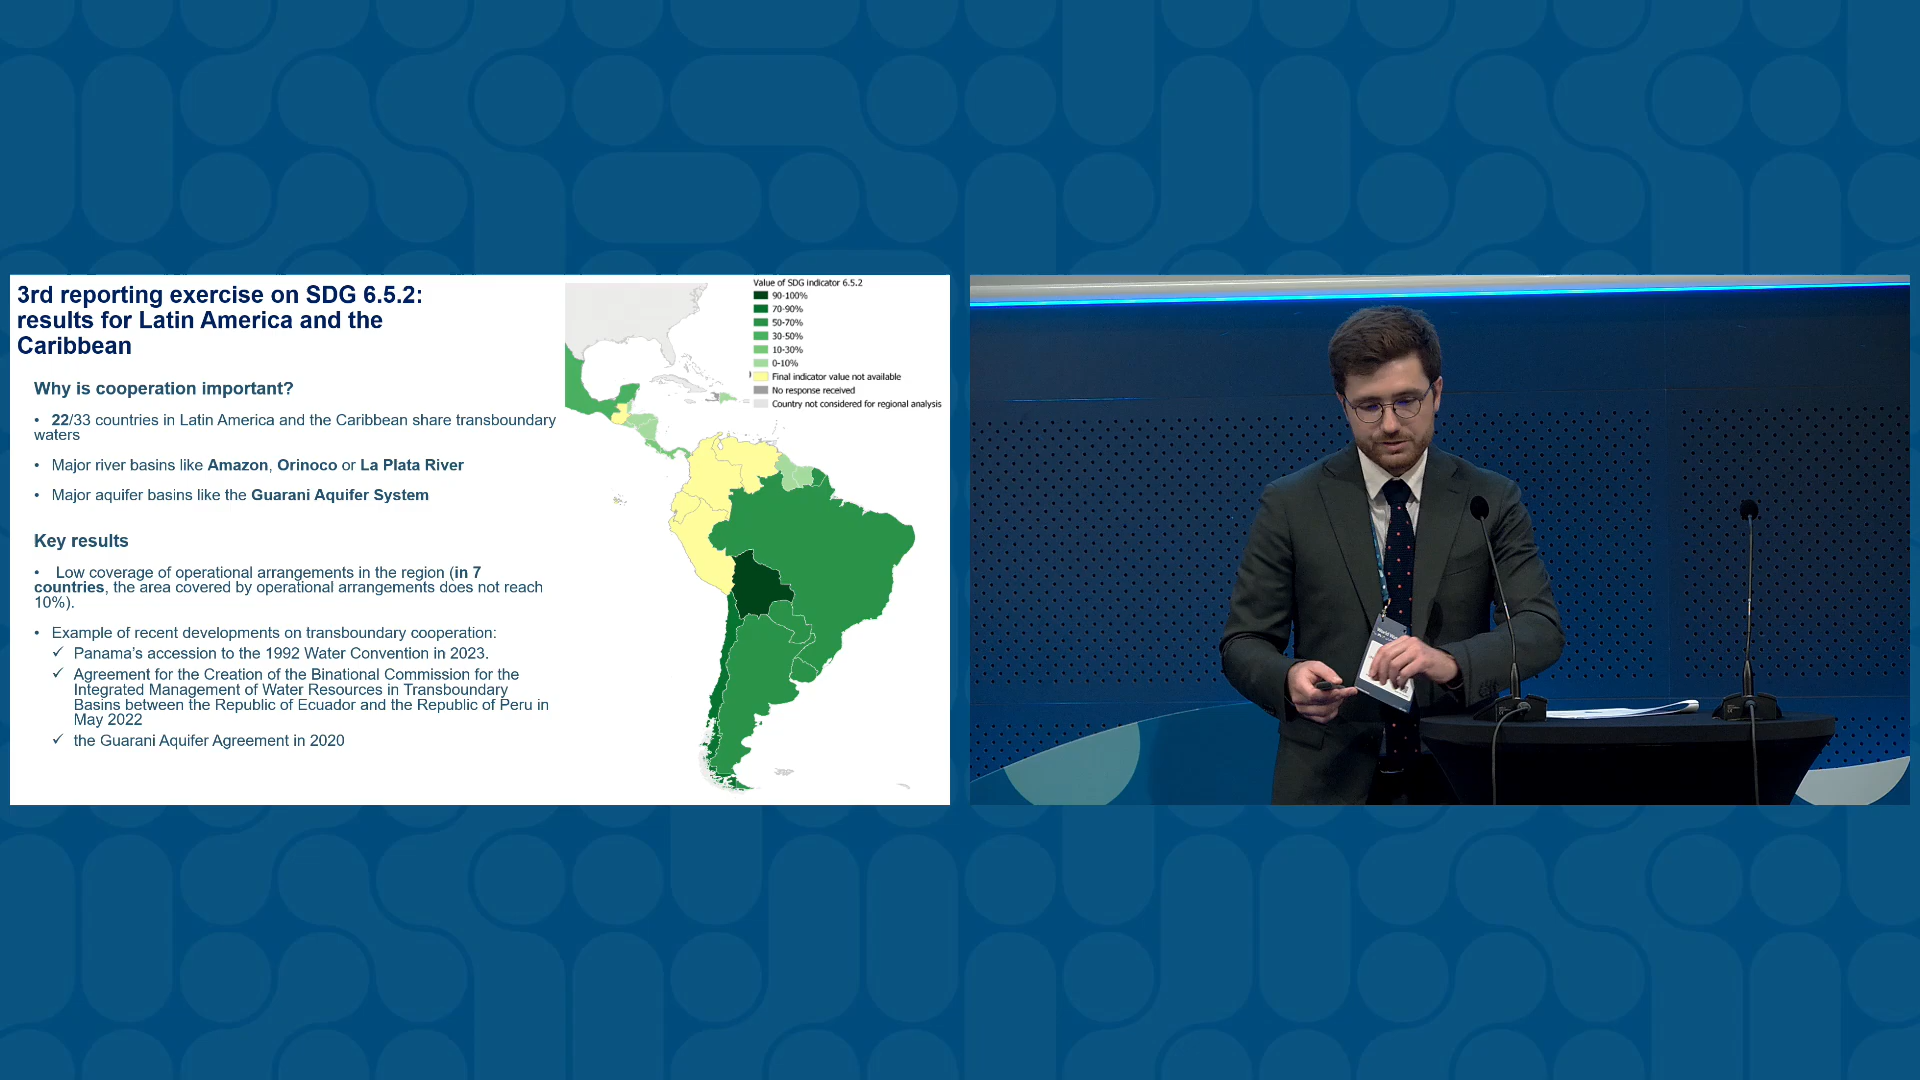 3rd reporting exercise on SDG 6.5.2:
results for Latin America and the
Caribbean
Why is cooperation important?
• 22/33 countries in Latin America and the Caribbean share transboundary
waters
• Major river basins like Amazon, Orinoco or La Plata River
• Major aquifer basins like the Guarani Aquifer System
Key results
• Low coverage of operational arrangements in the region (in 7
countries, the area covered by operational arrangements does not reach
10%).
• Example of recent developments on transboundary cooperation:
✓ Panama's accession to the 1992 Water Convention in 2023.
✓ Agreement for the Creation of the Binational Commission for the
Integrated Management of Water Resources in Transboundary
Basins between the Republic of Ecuador and the Republic of Peru in
May 2022
✓ the Guarani Aquifer Agreement in 2020
Value of SDG indicator 6.5.2
90-100%
70-90%
50-70%
30-50%
10-30%
0-10%
Final indicator value not available
No response received
Country not considered for regional analysis